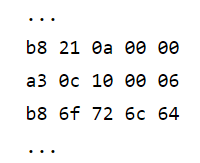 ...
b8 21 0a 00 00
a3 0c 10 00 06
b8 6f 72 6c 64
...